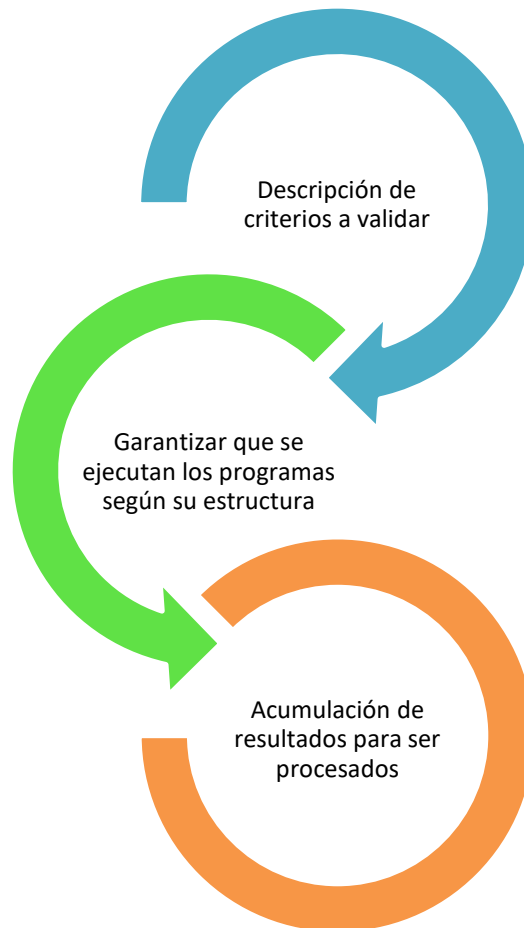 Descripción de
criterios a validar
Garantizar que se
ejecutan los programas
según su estructura
Acumulación de
resultados para ser
procesados